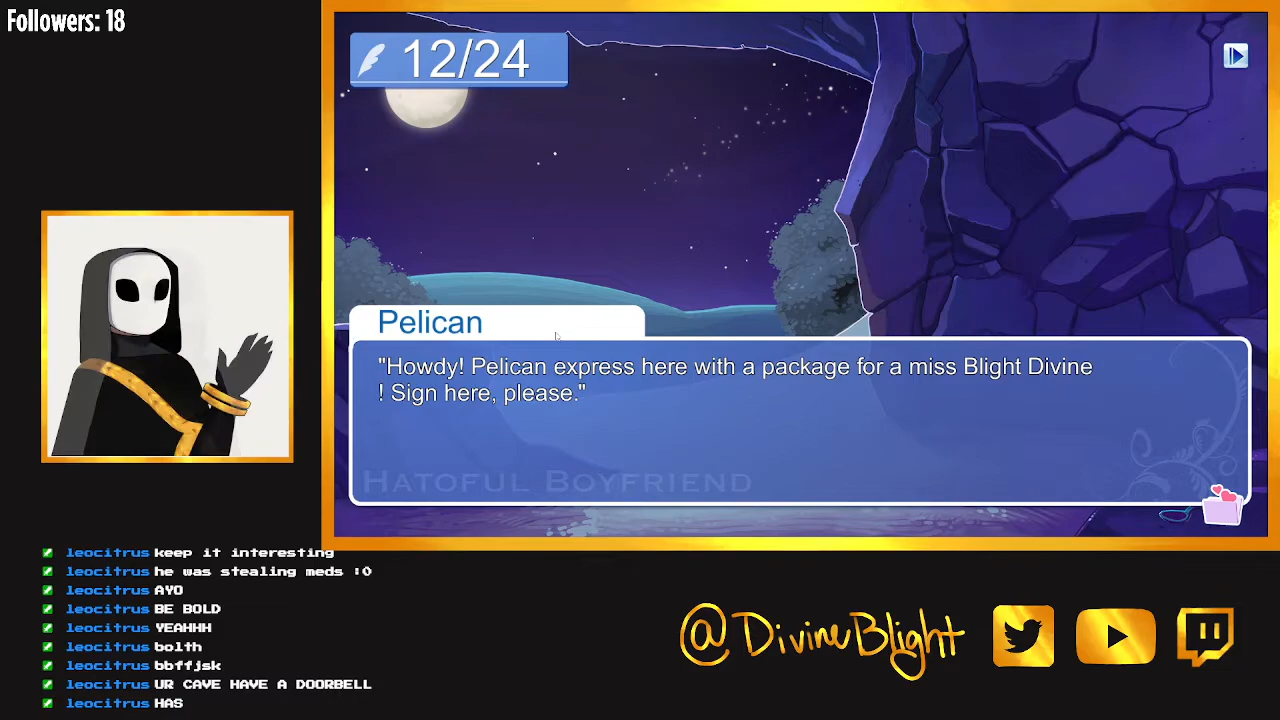 Followers: 18
12/24
Pelican
"Howdy! Pelican express here with a package for a miss Blight Divine
! Sign here, please."
HATOFUL BOYFRIEND
leocitrus keep it interesting
leocitrus he was stealing meds :O
leocitrus AYO
leocitrus BE BOLD
leocitrus YEAHHH
leocitrus bolth
leocitrus bbffjsk
leocitrus UR CAVE HAVE A DOORBELL
leocitrus HAS
@DivineBlight